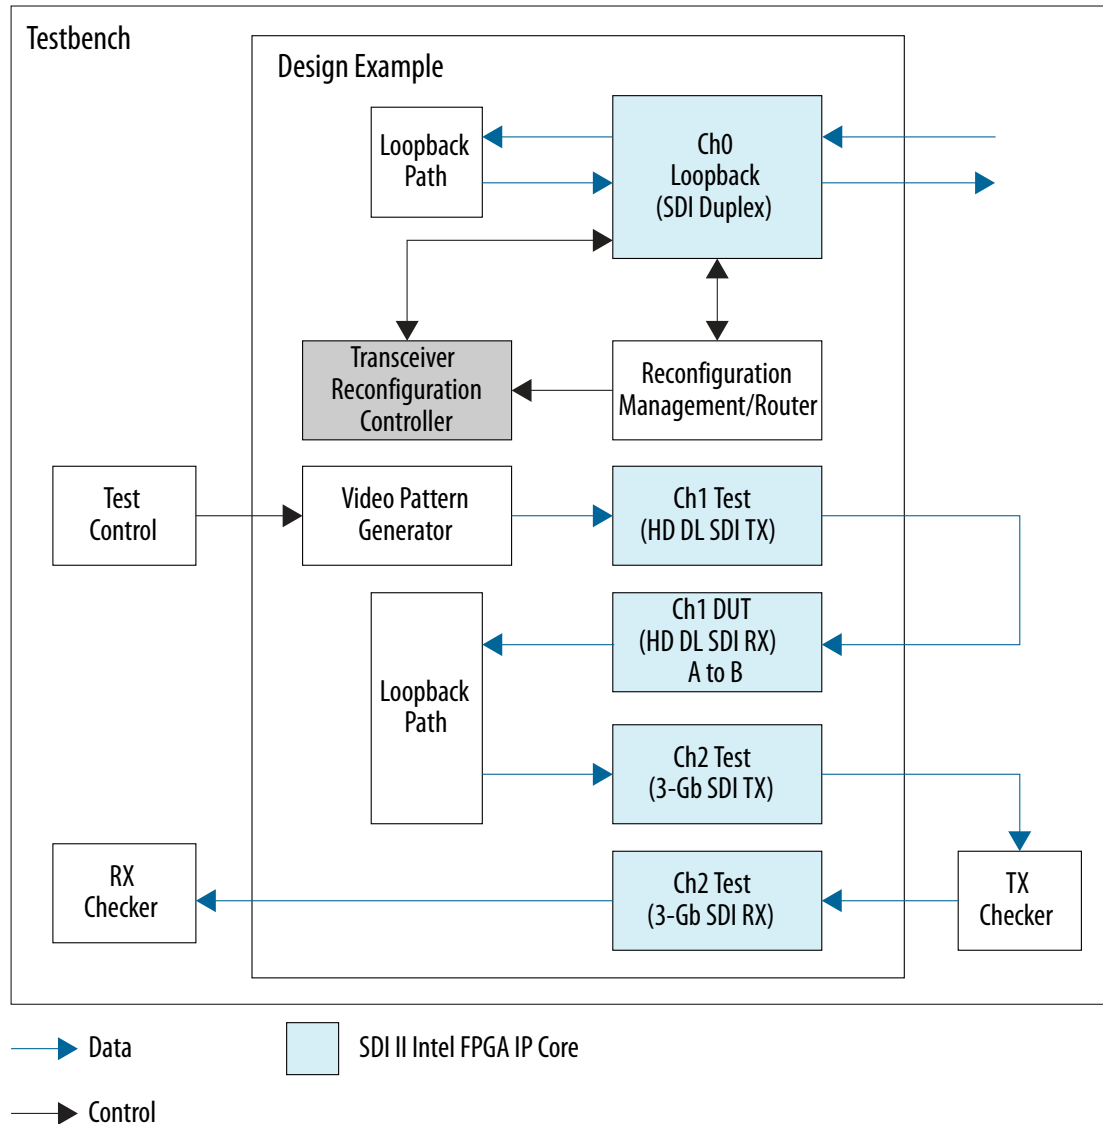 Testbench
Design Example
Loopback
Path
Ch0
Loopback
(SDI Duplex)
Transceiver
Reconfiguration
Controller
Reconfiguration
Management/Router
Test
Control
Video Pattern
Generator
Ch1 Test
(HD DL SDI TX)
Ch1 DUT
(HD DL SDI RX)
A to B
Loopback
Path
Ch2 Test
(3-Gb SDI TX)
RX
Checker
Ch2 Test
(3-Gb SDI RX)
TX
Checker
Data
SDI II Intel FPGA IP Core
Control